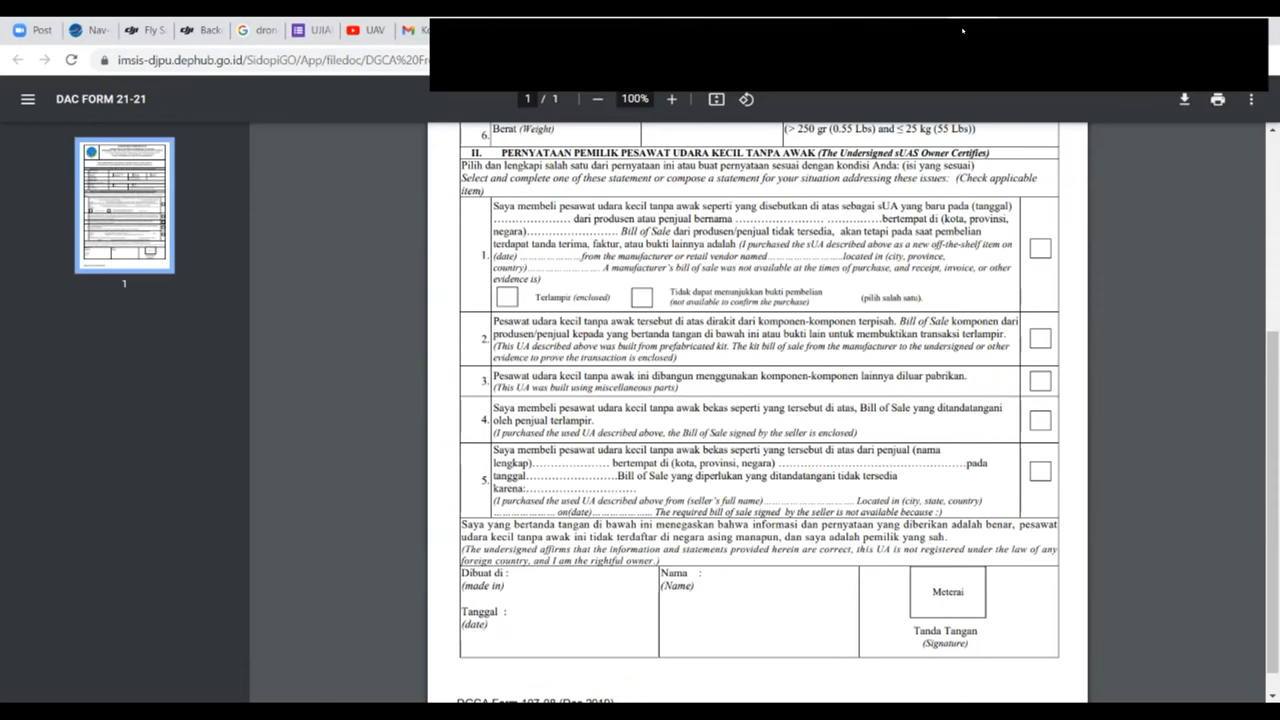 Post
Nav-
Fly S
Back
dron
UJIA
UAV
Ko
imsis-djpu.dephub.go.id/SidopiGO/App/filedoc/DGCA%20Fr
DAC FORM 21-21
1 / 1
100%
1
6. Berat (Weight) (> 250 gr (0.55 Lbs) and ≤ 25 kg (55 Lbs))
II. PERNYATAAN PEMILIK PESAWAT UDARA KECIL TANPA AWAK (The Undersigned sUAS Owner Certifies)
Pilih dan lengkapi salah satu dari pernyataan ini atau buat pernyataan sesuai dengan kondisi Anda: (isi yang sesuai)
Select and complete one of these statement or compose a statement for your situation addressing these issues: (Check applicable
item)
Saya membeli pesawat udara kecil tanpa awak seperti yang disebutkan di atas sebagai sUA yang baru pada (tanggal)
...................... dari produsen atau penjual bernama .......................... ................bertempat di (kota, provinsi,
negara)......................... Bill of Sale dari produsen/penjual tidak tersedia, akan tetapi pada saat pembelian
terdapat tanda terima, faktur, atau bukti lainnya adalah (I purchased the sUA described above as a new off-the-shelf item on
1. (date) ......................from the manufacturer or retail vendor named...........................located in (city, province,
country)......................... A manufacturer's bill of sale was not available at the times of purchase, and receipt, invoice, or other
evidence is)
Terlampir (enclosed)
Tidak dapat menunjukkan bukti pembelian
(not available to confirm the purchase)
(pilih salah satu).
Pesawat udara kecil tanpa awak tersebut di atas dirakit dari komponen-komponen terpisah. Bill of Sale komponen dari
2. produsen/penjual kepada yang bertanda tangan di bawah ini atau bukti lain untuk membuktikan transaksi terlampir.
(This UA described above was built from prefabricated kit. The kit bill of sale from the manufacturer to the undersigned or other
evidence to prove the transaction is enclosed)
3. Pesawat udara kecil tanpa awak ini dibangun menggunakan komponen-komponen lainnya diluar pabrikan.
(This UA was built using miscellaneous parts)
Saya membeli pesawat udara kecil tanpa awak bekas seperti yang tersebut di atas, Bill of Sale yang ditandatangani
4. oleh penjual terlampir.
(I purchased the used UA described above, the Bill of Sale signed by the seller is enclosed)
Saya membeli pesawat udara kecil tanpa awak bekas seperti yang tersebut di atas dari penjual (nama
lengkap)...................... bertempat di (kota, provinsi, negara) .......................................................pada
5. tanggal.........................Bill of Sale yang diperlukan yang ditandatangani tidak tersedia
karena:................................
(I purchased the used UA described above from (seller's full name)............................ Located in (city, state, country)
....................... on(date)..................... The required bill of sale signed by the seller is not available because :)
Saya yang bertanda tangan di bawah ini menegaskan bahwa informasi dan pernyataan yang diberikan adalah benar, pesawat
udara kecil tanpa awak ini tidak terdaftar di negara asing manapun, dan saya adalah pemilik yang sah.
(The undersigned affirms that the information and statements provided herein are correct, this UA is not registered under the law of any
foreign country, and I am the rightful owner.)
Dibuat di :
(made in)
Tanggal :
(date)
Nama :
(Name)
Meterai
Tanda Tangan
(Signature)